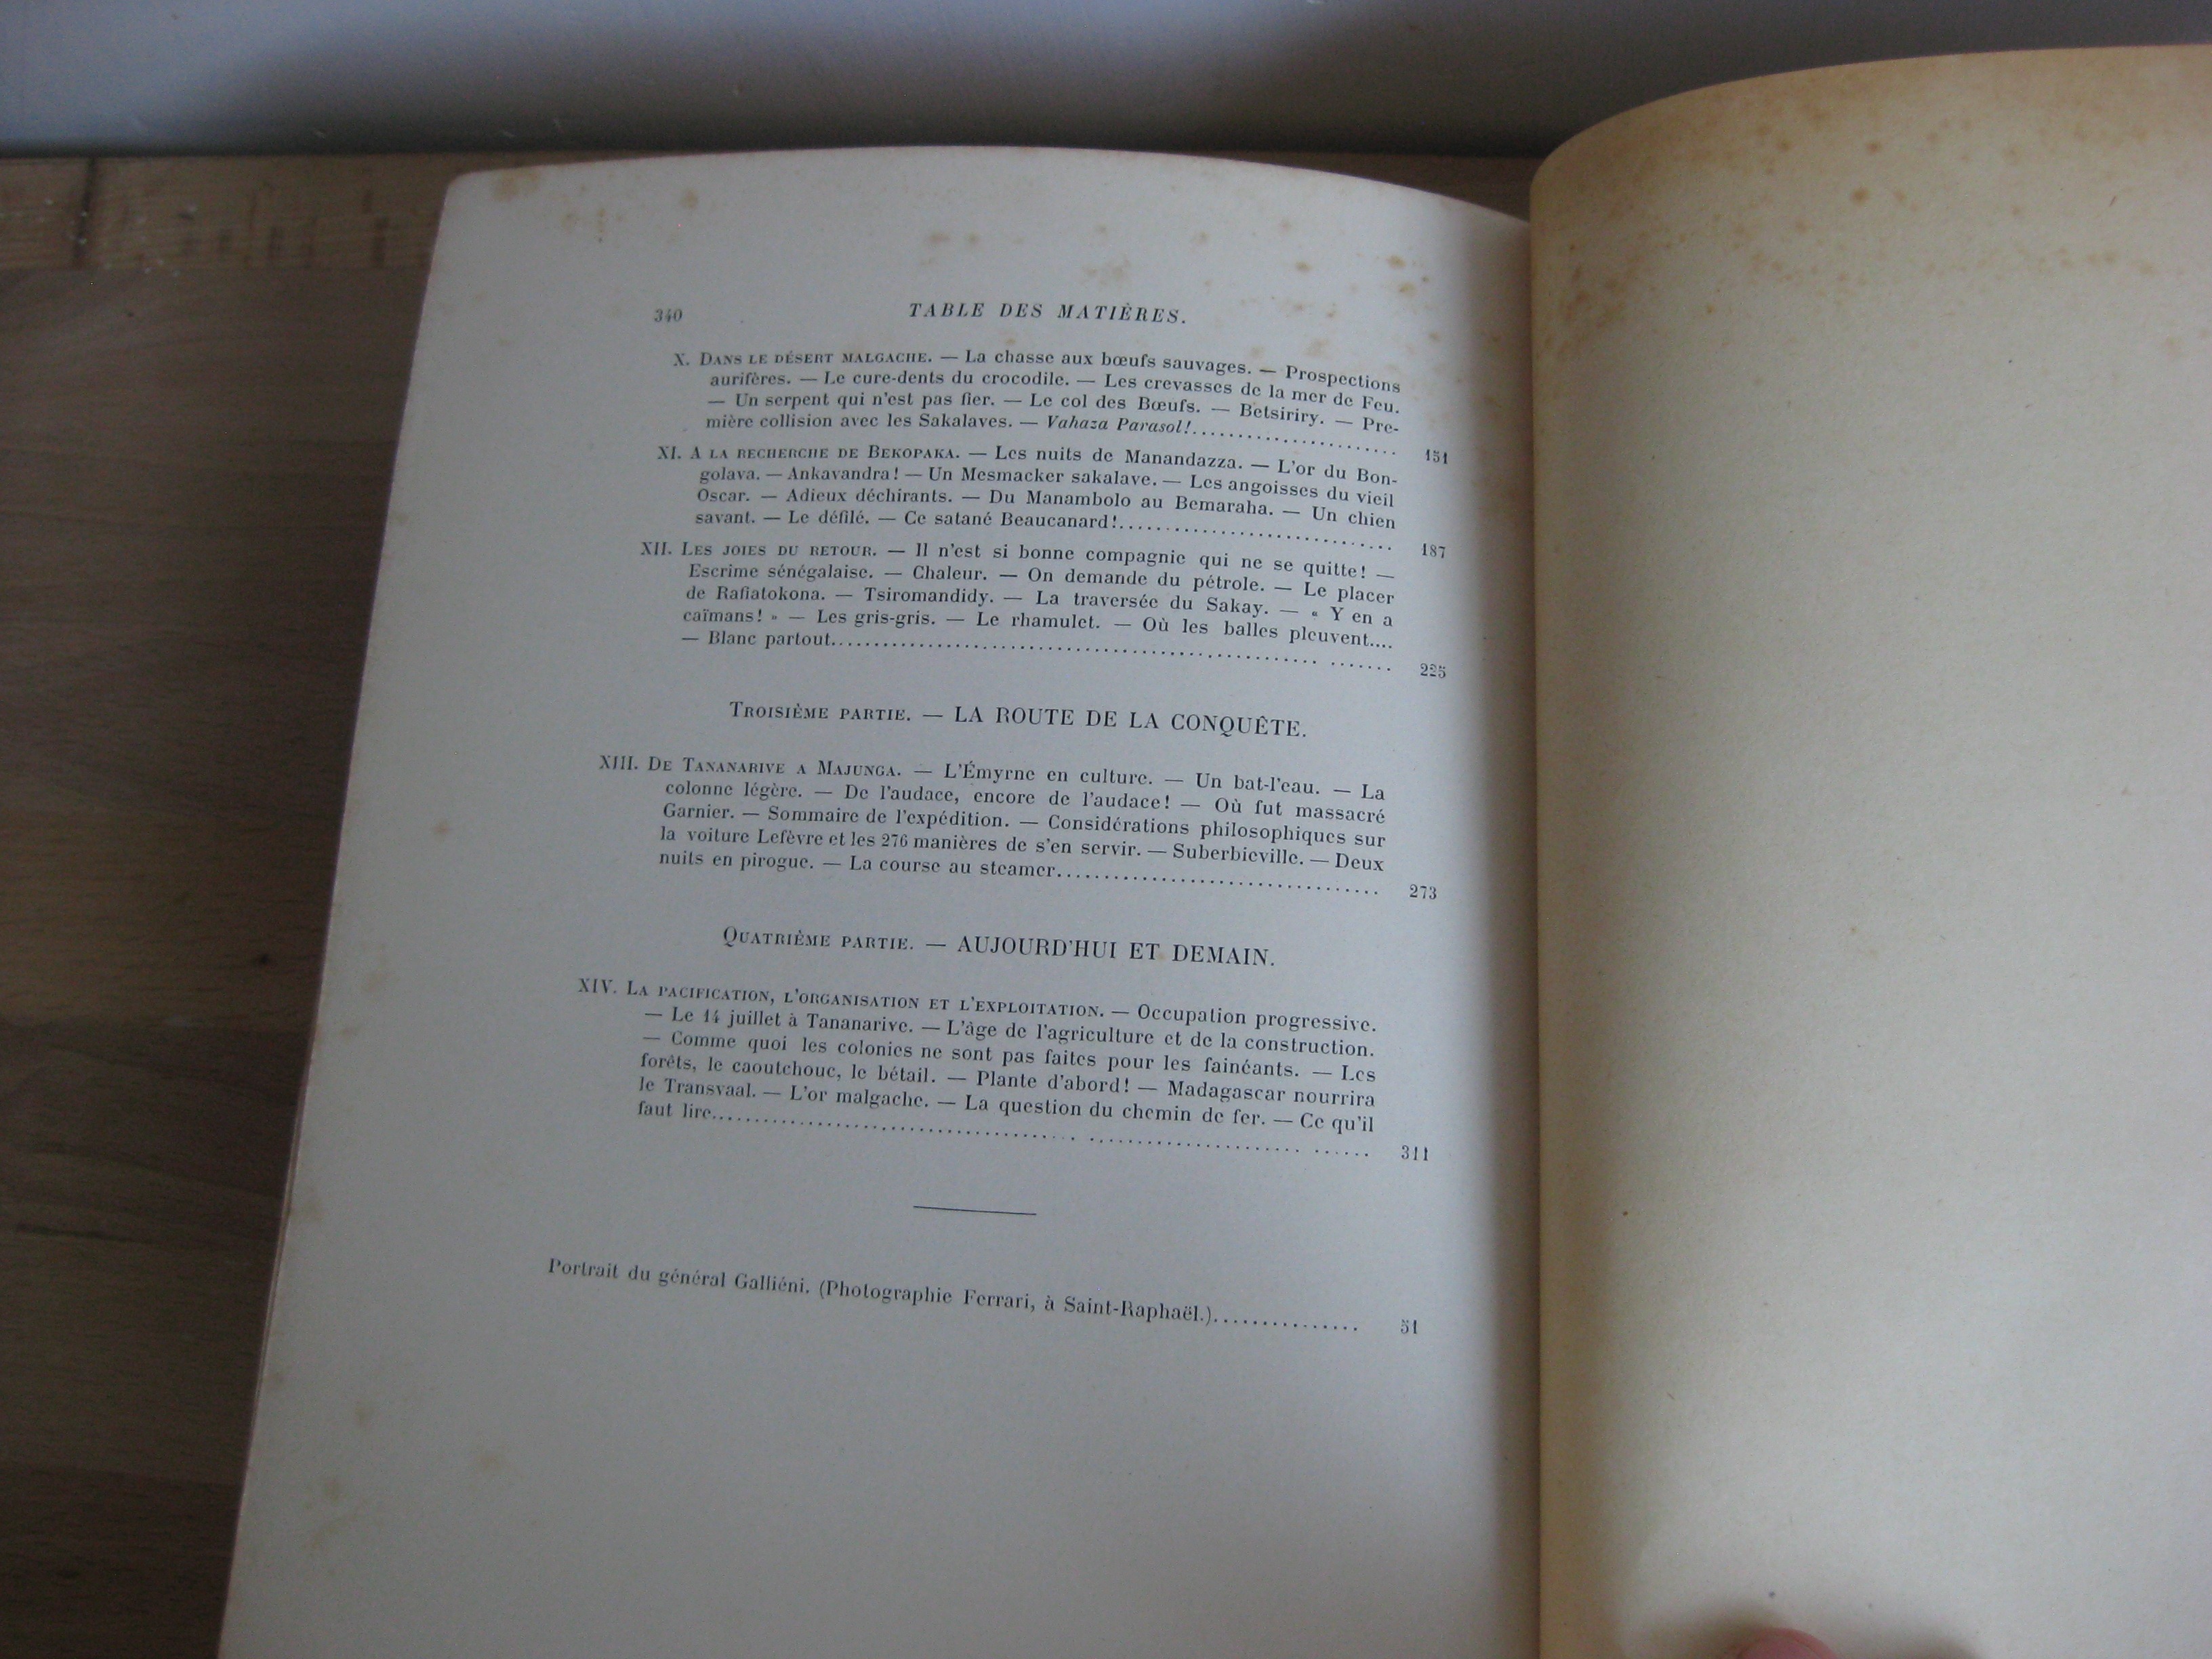 340 TABLE DES MATIÈRES.
X. DANS LE DÉSERT MALGACHE. — La chasse aux bœufs sauvages. — Prospections
aurifères. — Le cure-dents du crocodile. — Les crevasses de la mer de Feu.
— Un serpent qui n'est pas fier. — Le col des Bœufs. — Betsiriry. — Pre-
mière collision avec les Sakalaves. — Vahaza Parasol!........................ 151
XI. A LA RECHERCHE DE BEKOPAKA. — Les nuits de Manandazza. — L'or du Bon-
golava. — Ankavandra! — Un Mesmacker sakalave. — Les angoisses du vieil
Oscar. — Adieux déchirants. — Du Manambolo au Bemaraha. — Un chien
savant. — Le défilé. — Ce satané Beaucanard!................................ 187
XII. LES JOIES DU RETOUR. — Il n'est si bonne compagnie qui ne se quitte! —
Escrime sénégalaise. — Chaleur. — On demande du pétrole. — Le placer
de Rafiatokona. — Tsiromandidy. — La traversée du Sakay. — « Y en a
caïmans! » — Les gris-gris. — Le rhamulet. — Où les balles pleuvent....
— Blanc partout............................................................ 225
TROISIÈME PARTIE. — LA ROUTE DE LA CONQUÊTE.
XIII. DE TANANARIVE A MAJUNGA. — L'Émyrne en culture. — Un bat-l'eau. — La
colonne légère. — De l'audace, encore de l'audace! — Où fut massacré
Garnier. — Sommaire de l'expédition. — Considérations philosophiques sur
la voiture Lefèvre et les 276 manières de s'en servir. — Suberbieville. — Deux
nuits en pirogue. — La course au steamer.................................. 273
QUATRIÈME PARTIE. — AUJOURD'HUI ET DEMAIN.
XIV. LA PACIFICATION, L'ORGANISATION ET L'EXPLOITATION. — Occupation progressive.
— Le 14 juillet à Tananarive. — L'âge de l'agriculture et de la construction.
— Comme quoi les colonies ne sont pas faites pour les fainéants. — Les
forêts, le caoutchouc, le bétail. — Plante d'abord! — Madagascar nourrira
le Transvaal. — L'or malgache. — La question du chemin de fer. — Ce qu'il
faut lire.................................................................. 311
Portrait du général Galliéni. (Photographie Ferrari, à Saint-Raphaël.)............... 51